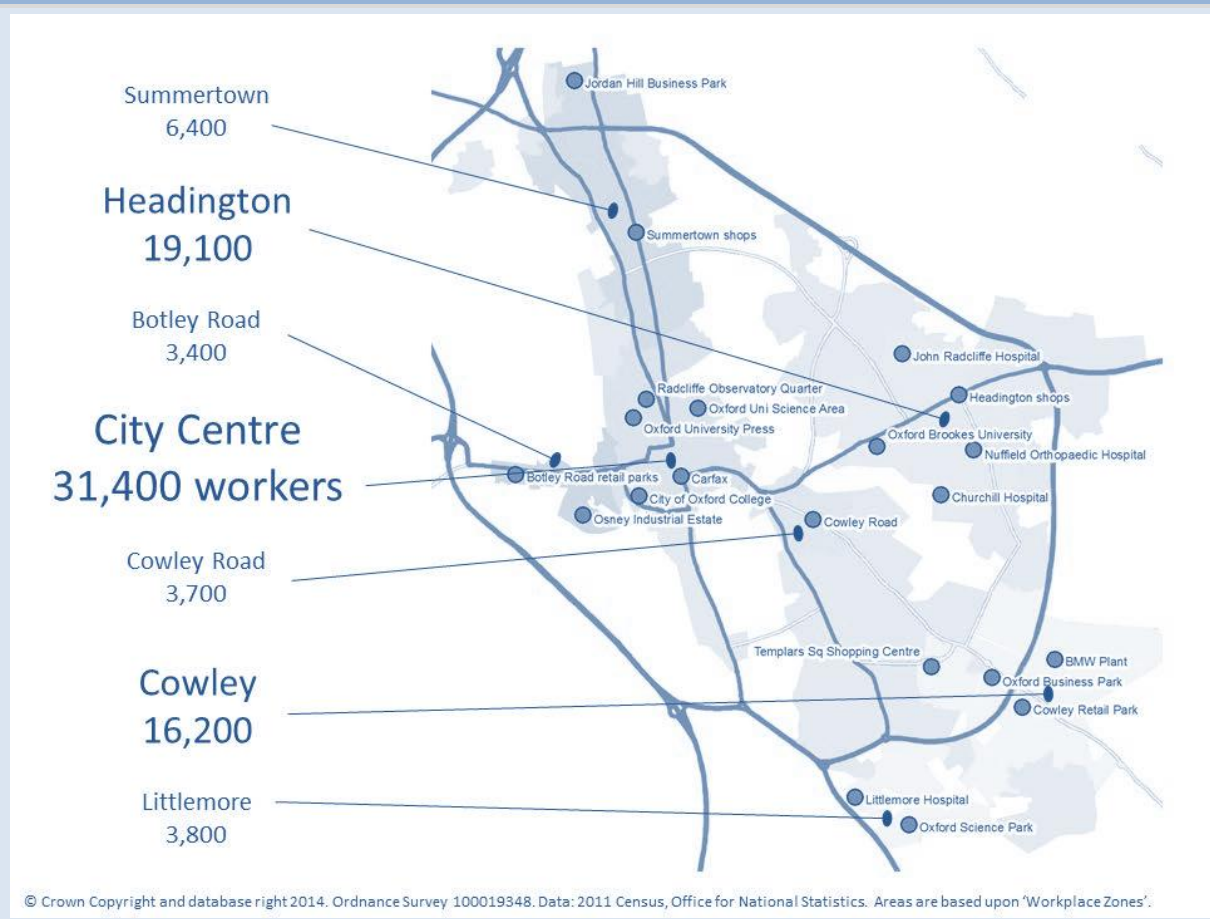 Summertown
6,400
Headington
19,100
Botley Road
3,400
City Centre
31,400 workers
Cowley Road
3,700
Cowley
16,200
Littlemore
3,800
Jordan Hill Business Park
Summertown shops
John Radcliffe Hospital
Radcliffe Observatory Quarter
Headington shops
Oxford Uni Science Area
Oxford University Press
Oxford Brookes University
Nuffield Orthopaedic Hospital
Botley Road retail parks
Carfax
City of Oxford College
Churchill Hospital
Osney Industrial Estate
Cowley Road
Templars Sq Shopping Centre
BMW Plant
Oxford Business Park
Cowley Retail Park
Littlemore Hospital
Oxford Science Park
© Crown Copyright and database right 2014. Ordnance Survey 100019348. Data: 2011 Census, Office for National Statistics. Areas are based upon ‘Workplace Zones’.